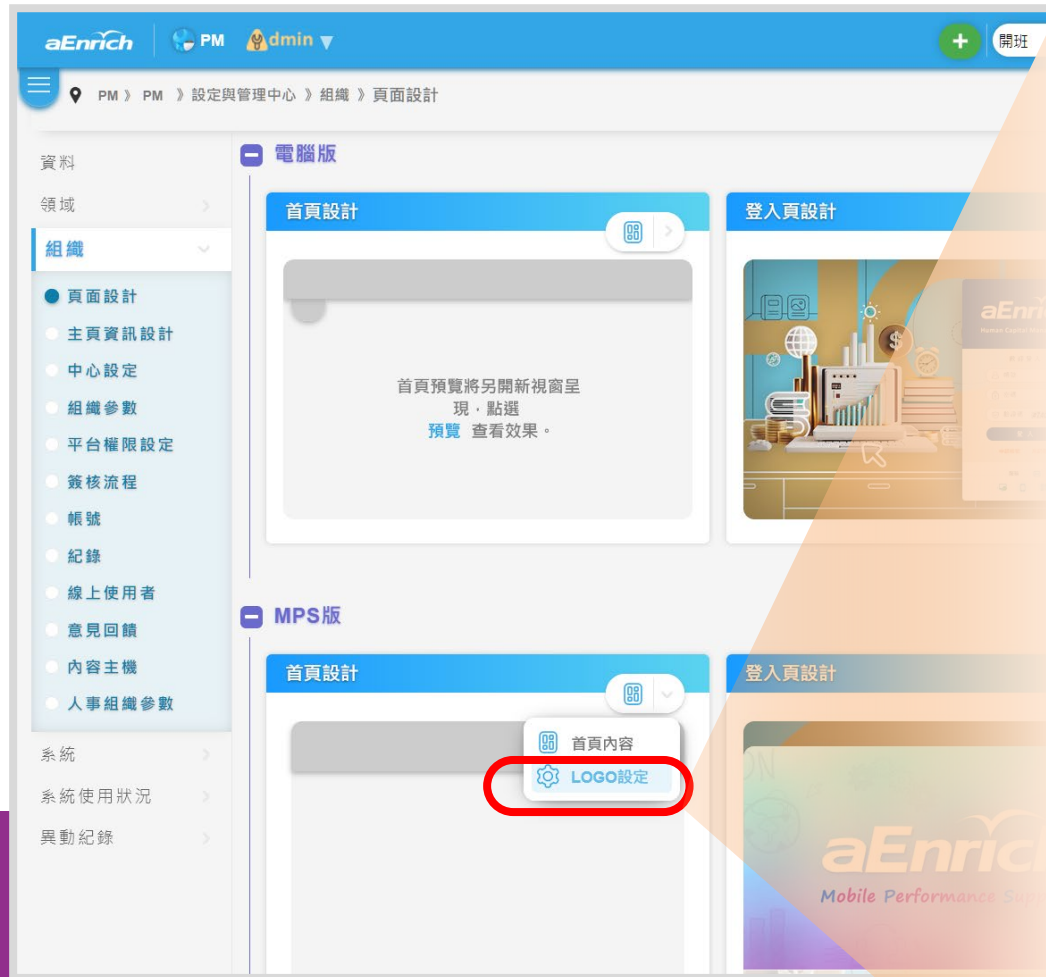 aEnrich
PM
Admin
開班
PM 》 PM 》設定與管理中心 》組織 》頁面設計
資料
領域
組織
頁面設計
主頁資訊設計
中心設定
組織參數
平台權限設定
簽核流程
帳號
紀錄
線上使用者
意見回饋
內容主機
人事組織參數
系統
系統使用狀況
異動紀錄
電腦版
首頁設計
首頁預覽將另開新視窗呈
現，點選
預覽 查看效果。
登入頁設計
MPS版
首頁設計
首頁內容
LOGO設定
登入頁設計
aEnric
Mobile Performance Supp